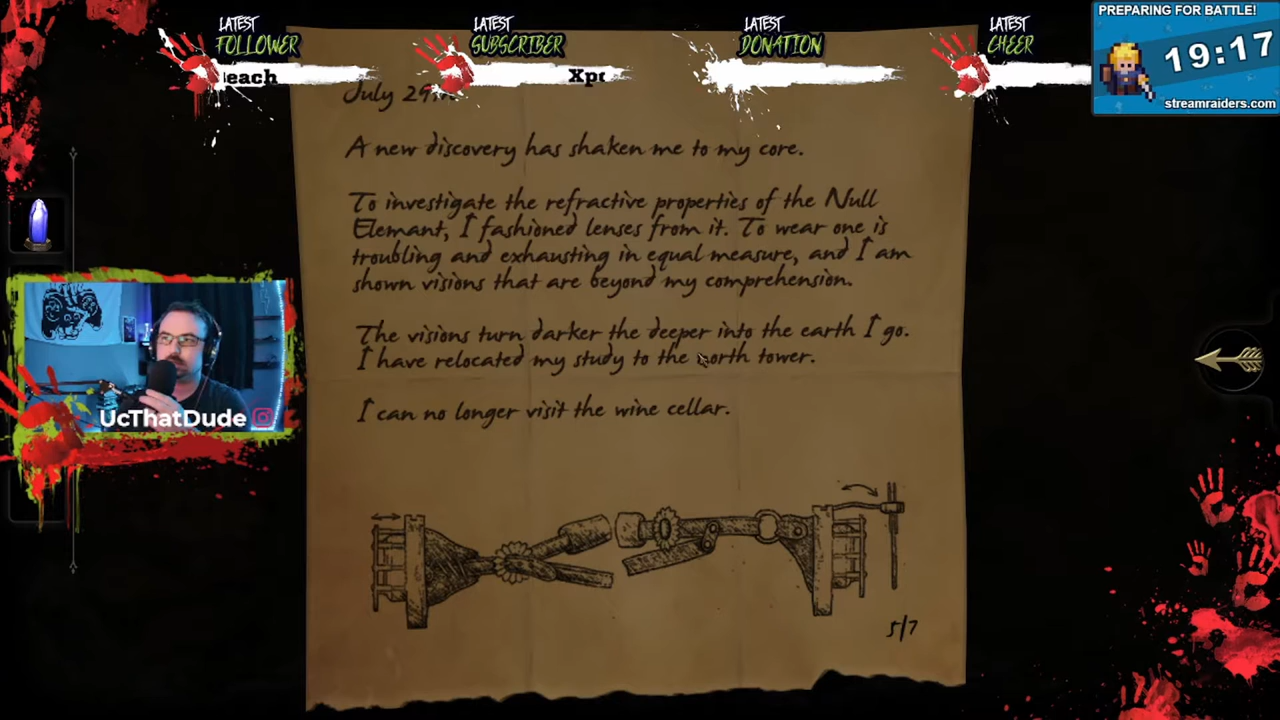 LATEST
FOLLOWER
each
LATEST
SUBSCRIBER
Xp
LATEST
DONATION
LATEST
CHEER
PREPARING FOR BATTLE!
19:17
streamraiders.com
July 29
A new discovery has shaken me to my core.
To investigate the refractive properties of the Null
Elemant, I fashioned lenses from it. To wear one is
troubling and exhausting in equal measure, and I am
shown visions that are beyond my comprehension.
The visions turn darker the deeper into the earth I go.
I have relocated my study to the north tower.
I can no longer visit the wine cellar.
UcThatDude
5/7